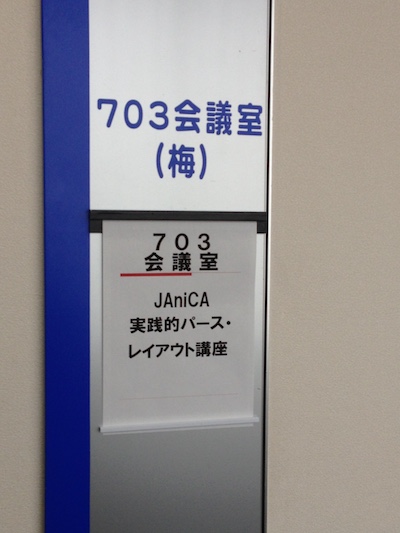 703会議室
(梅)
703
会議室
JAniCA
実践的パース・
レイアウト講座